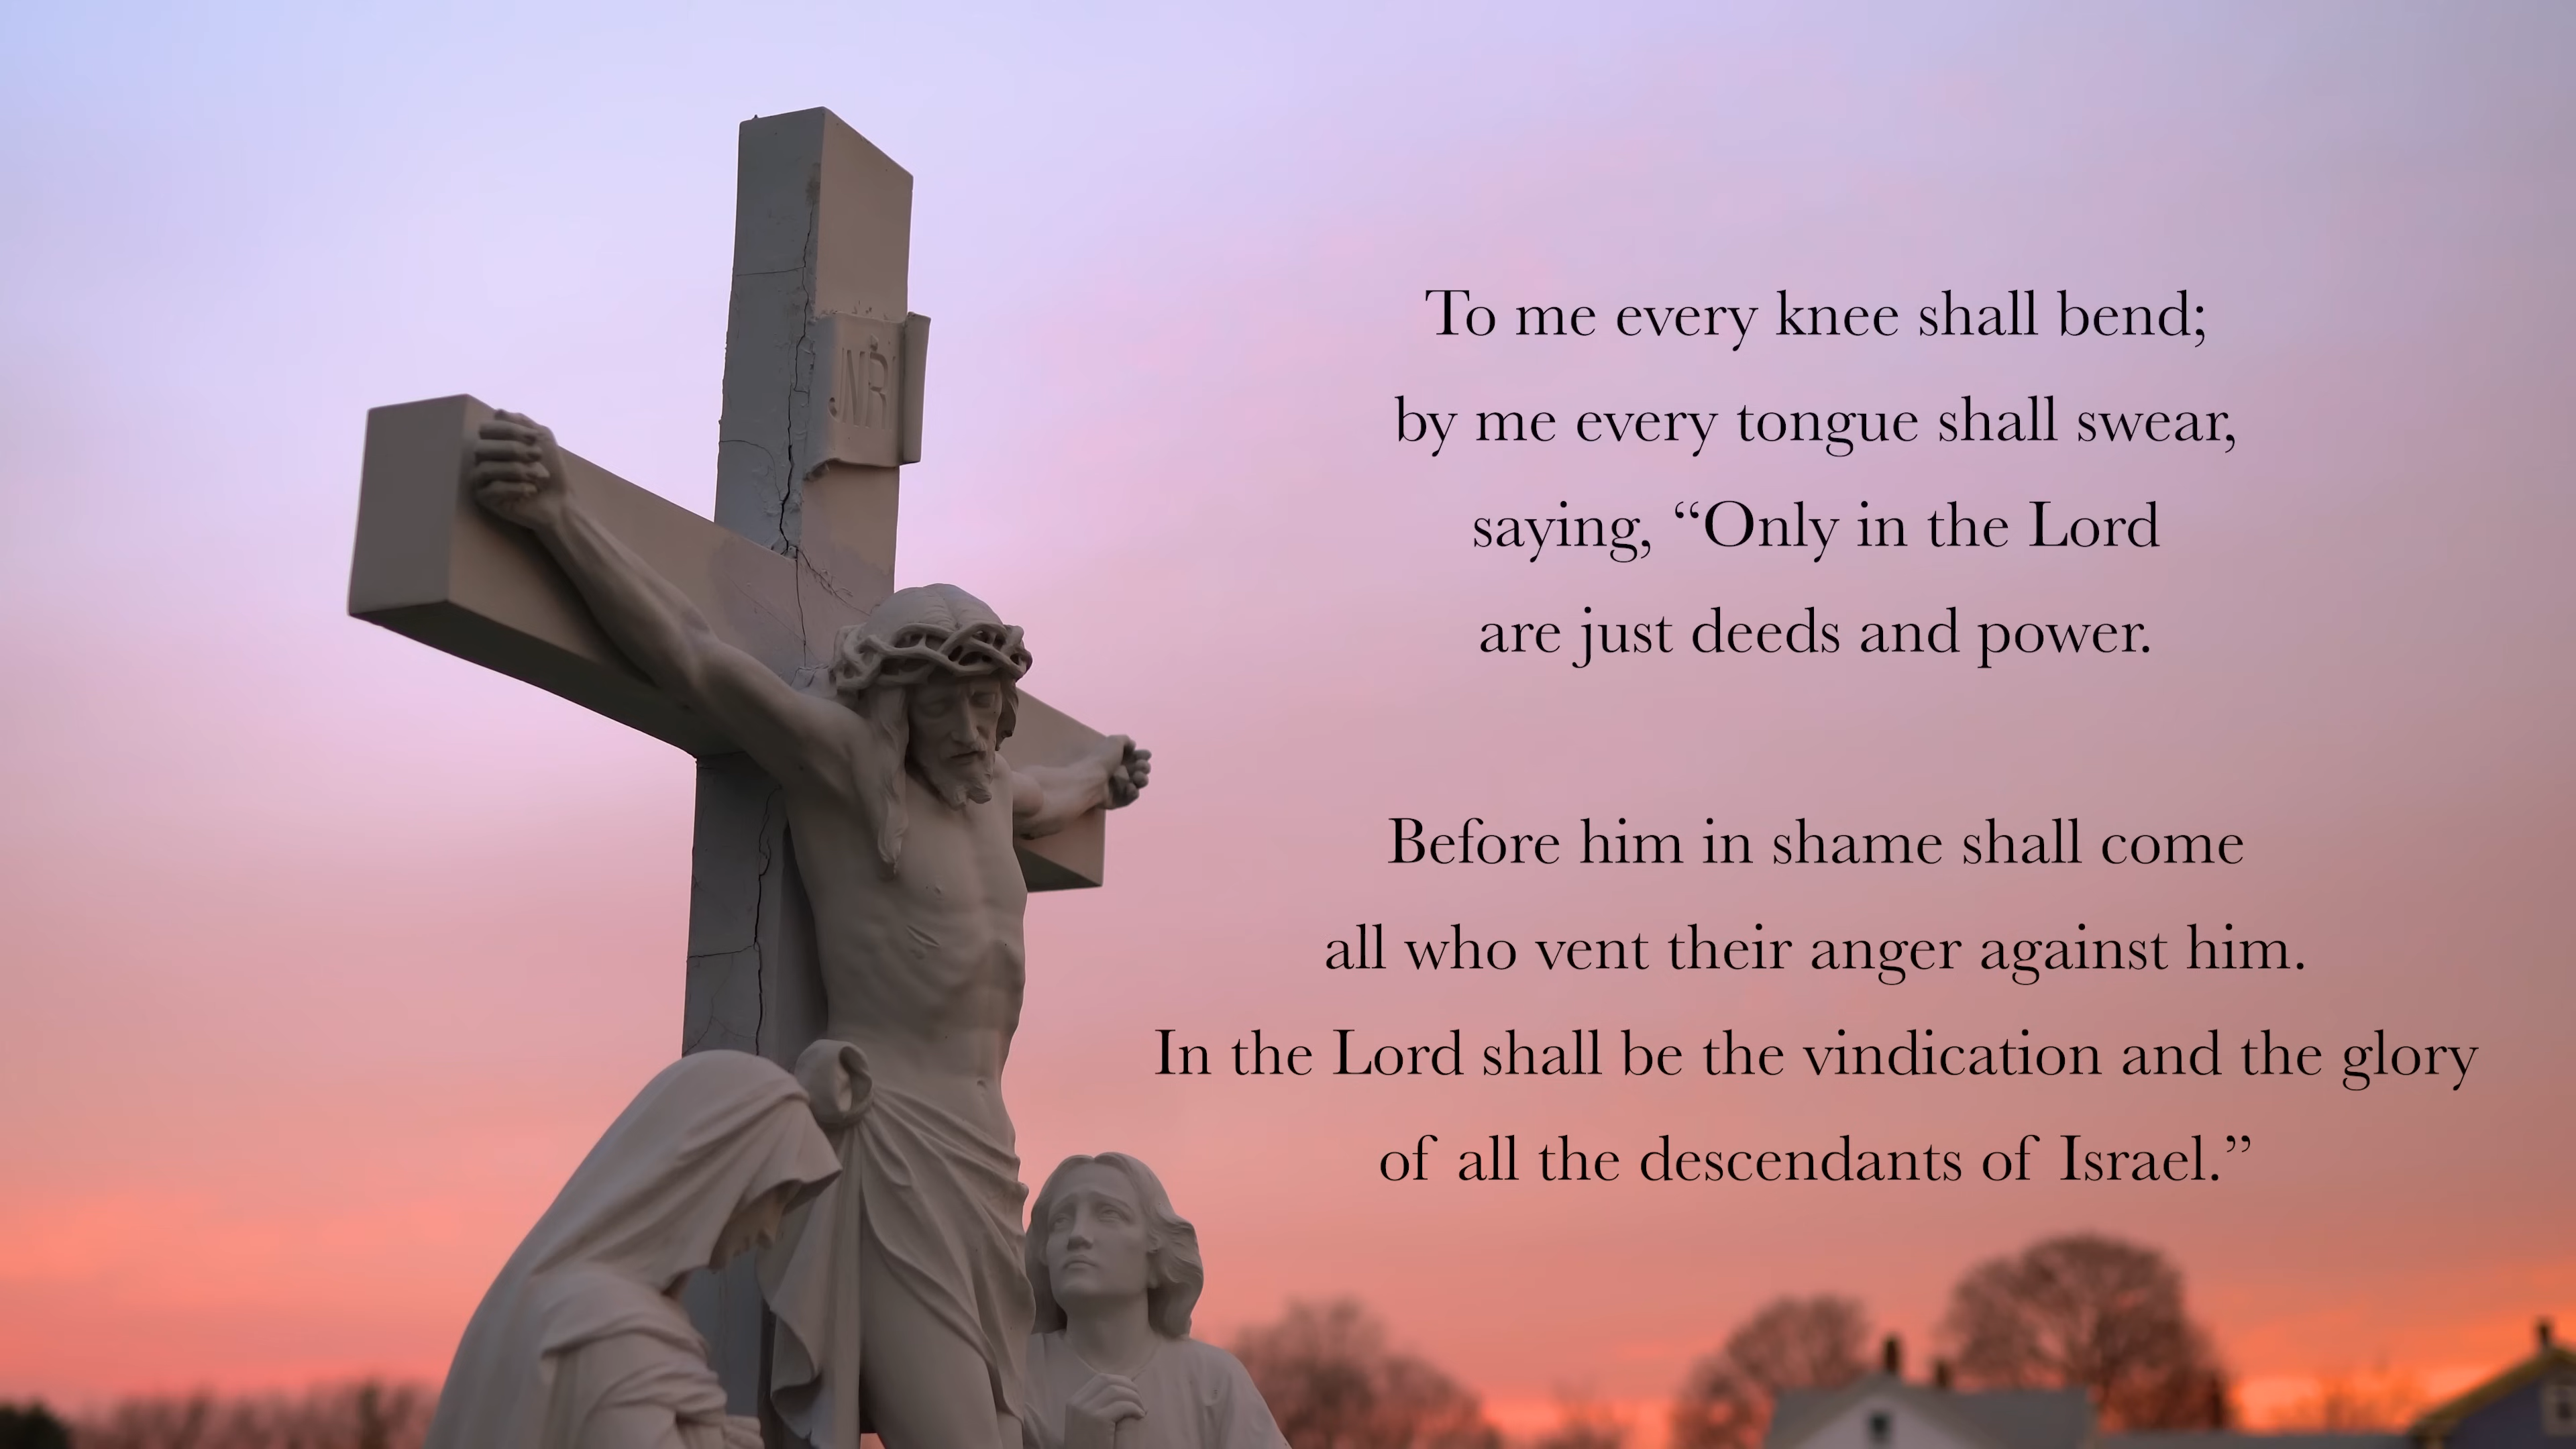 JNRI
To me every knee shall bend;
by me every tongue shall swear,
saying, “Only in the Lord
are just deeds and power.
Before him in shame shall come
all who vent their anger against him.
In the Lord shall be the vindication and the glory
of all the descendants of Israel.”